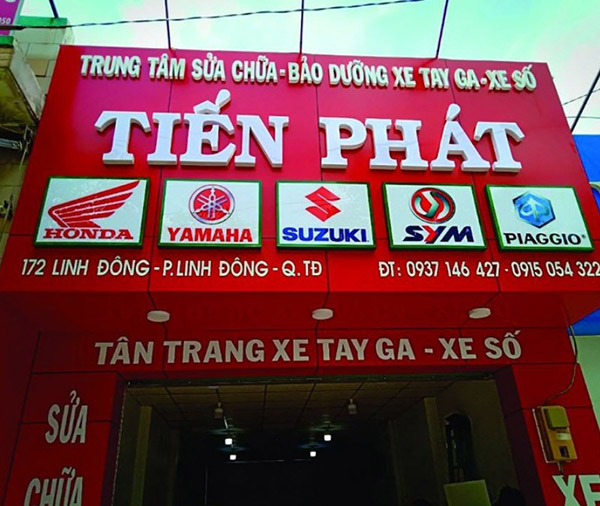 TRUNG TÂM SỬA CHỮA - BẢO DƯỠNG XE TAY GA - XE SỐ
TIẾN PHÁT
HONDA
YAMAHA
SUZUKI
SYM
PIAGGIO
172 LINH ĐÔNG - P.LINH ĐÔNG - Q.TĐ
ĐT: 0937 146 427 - 0915 054 322
TÂN TRANG XE TAY GA - XE SỐ
SỬA
CHỮA
XE